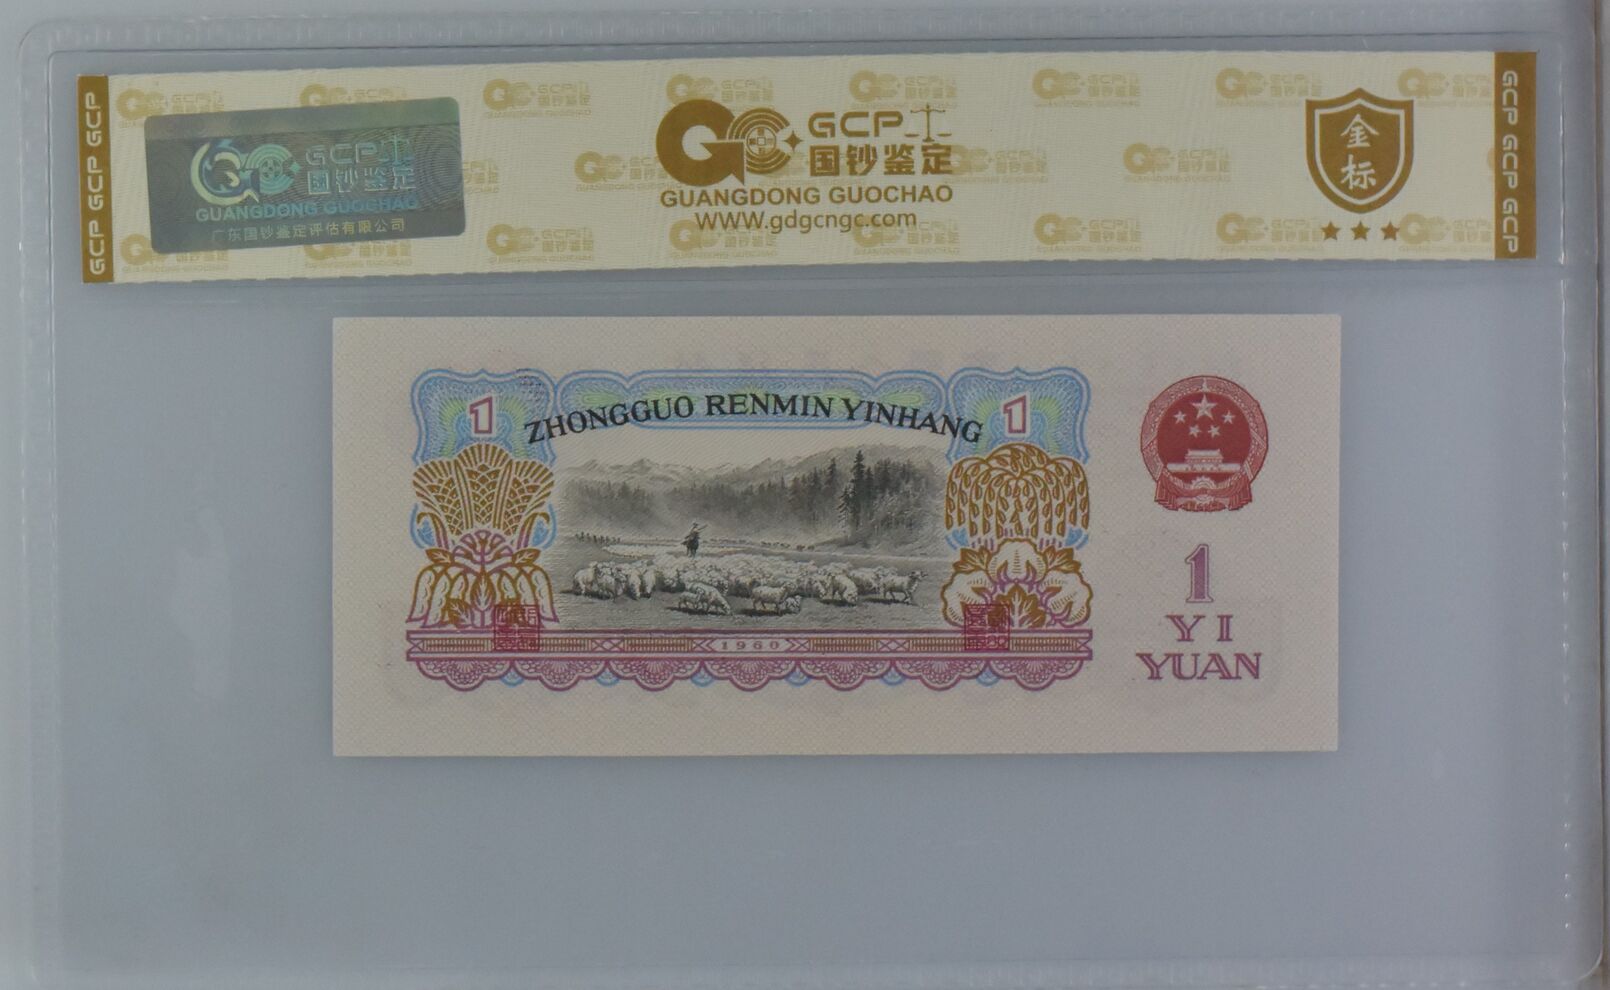 GCP GCP GCP
GCP 国钞鉴定
GUANGDONG GUOCHAO
广东国钞鉴定评估有限公司
GCP
国钞鉴定
GUANGDONG GUOCHAO
WWW.gdgcngc.com
金标
GCP GCP GCP
1
ZHONGGUO RENMIN YINHANG
1
1960
1
YI
YUAN